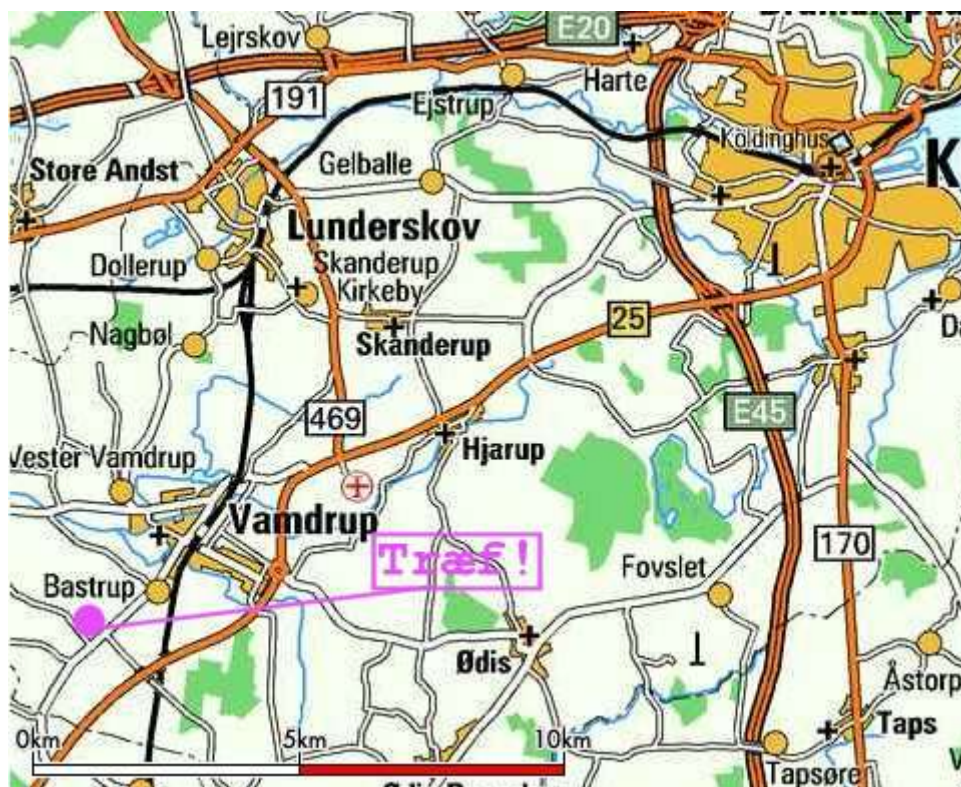 Lejrskov
E20
Harte
191
Ejstrup
Koldinghus
Store Andst
Gelballe
K
Lunderskov
Dollerup
Skanderup
Kirkeby
25
Nagbøl
Skanderup
469
E45
Hjarup
Vester Vamdrup
Vamdrup
Træf!
170
Bastrup
Fovslet
Ødis
Åstorp
Taps
0km
5km
10km
Tapsøre